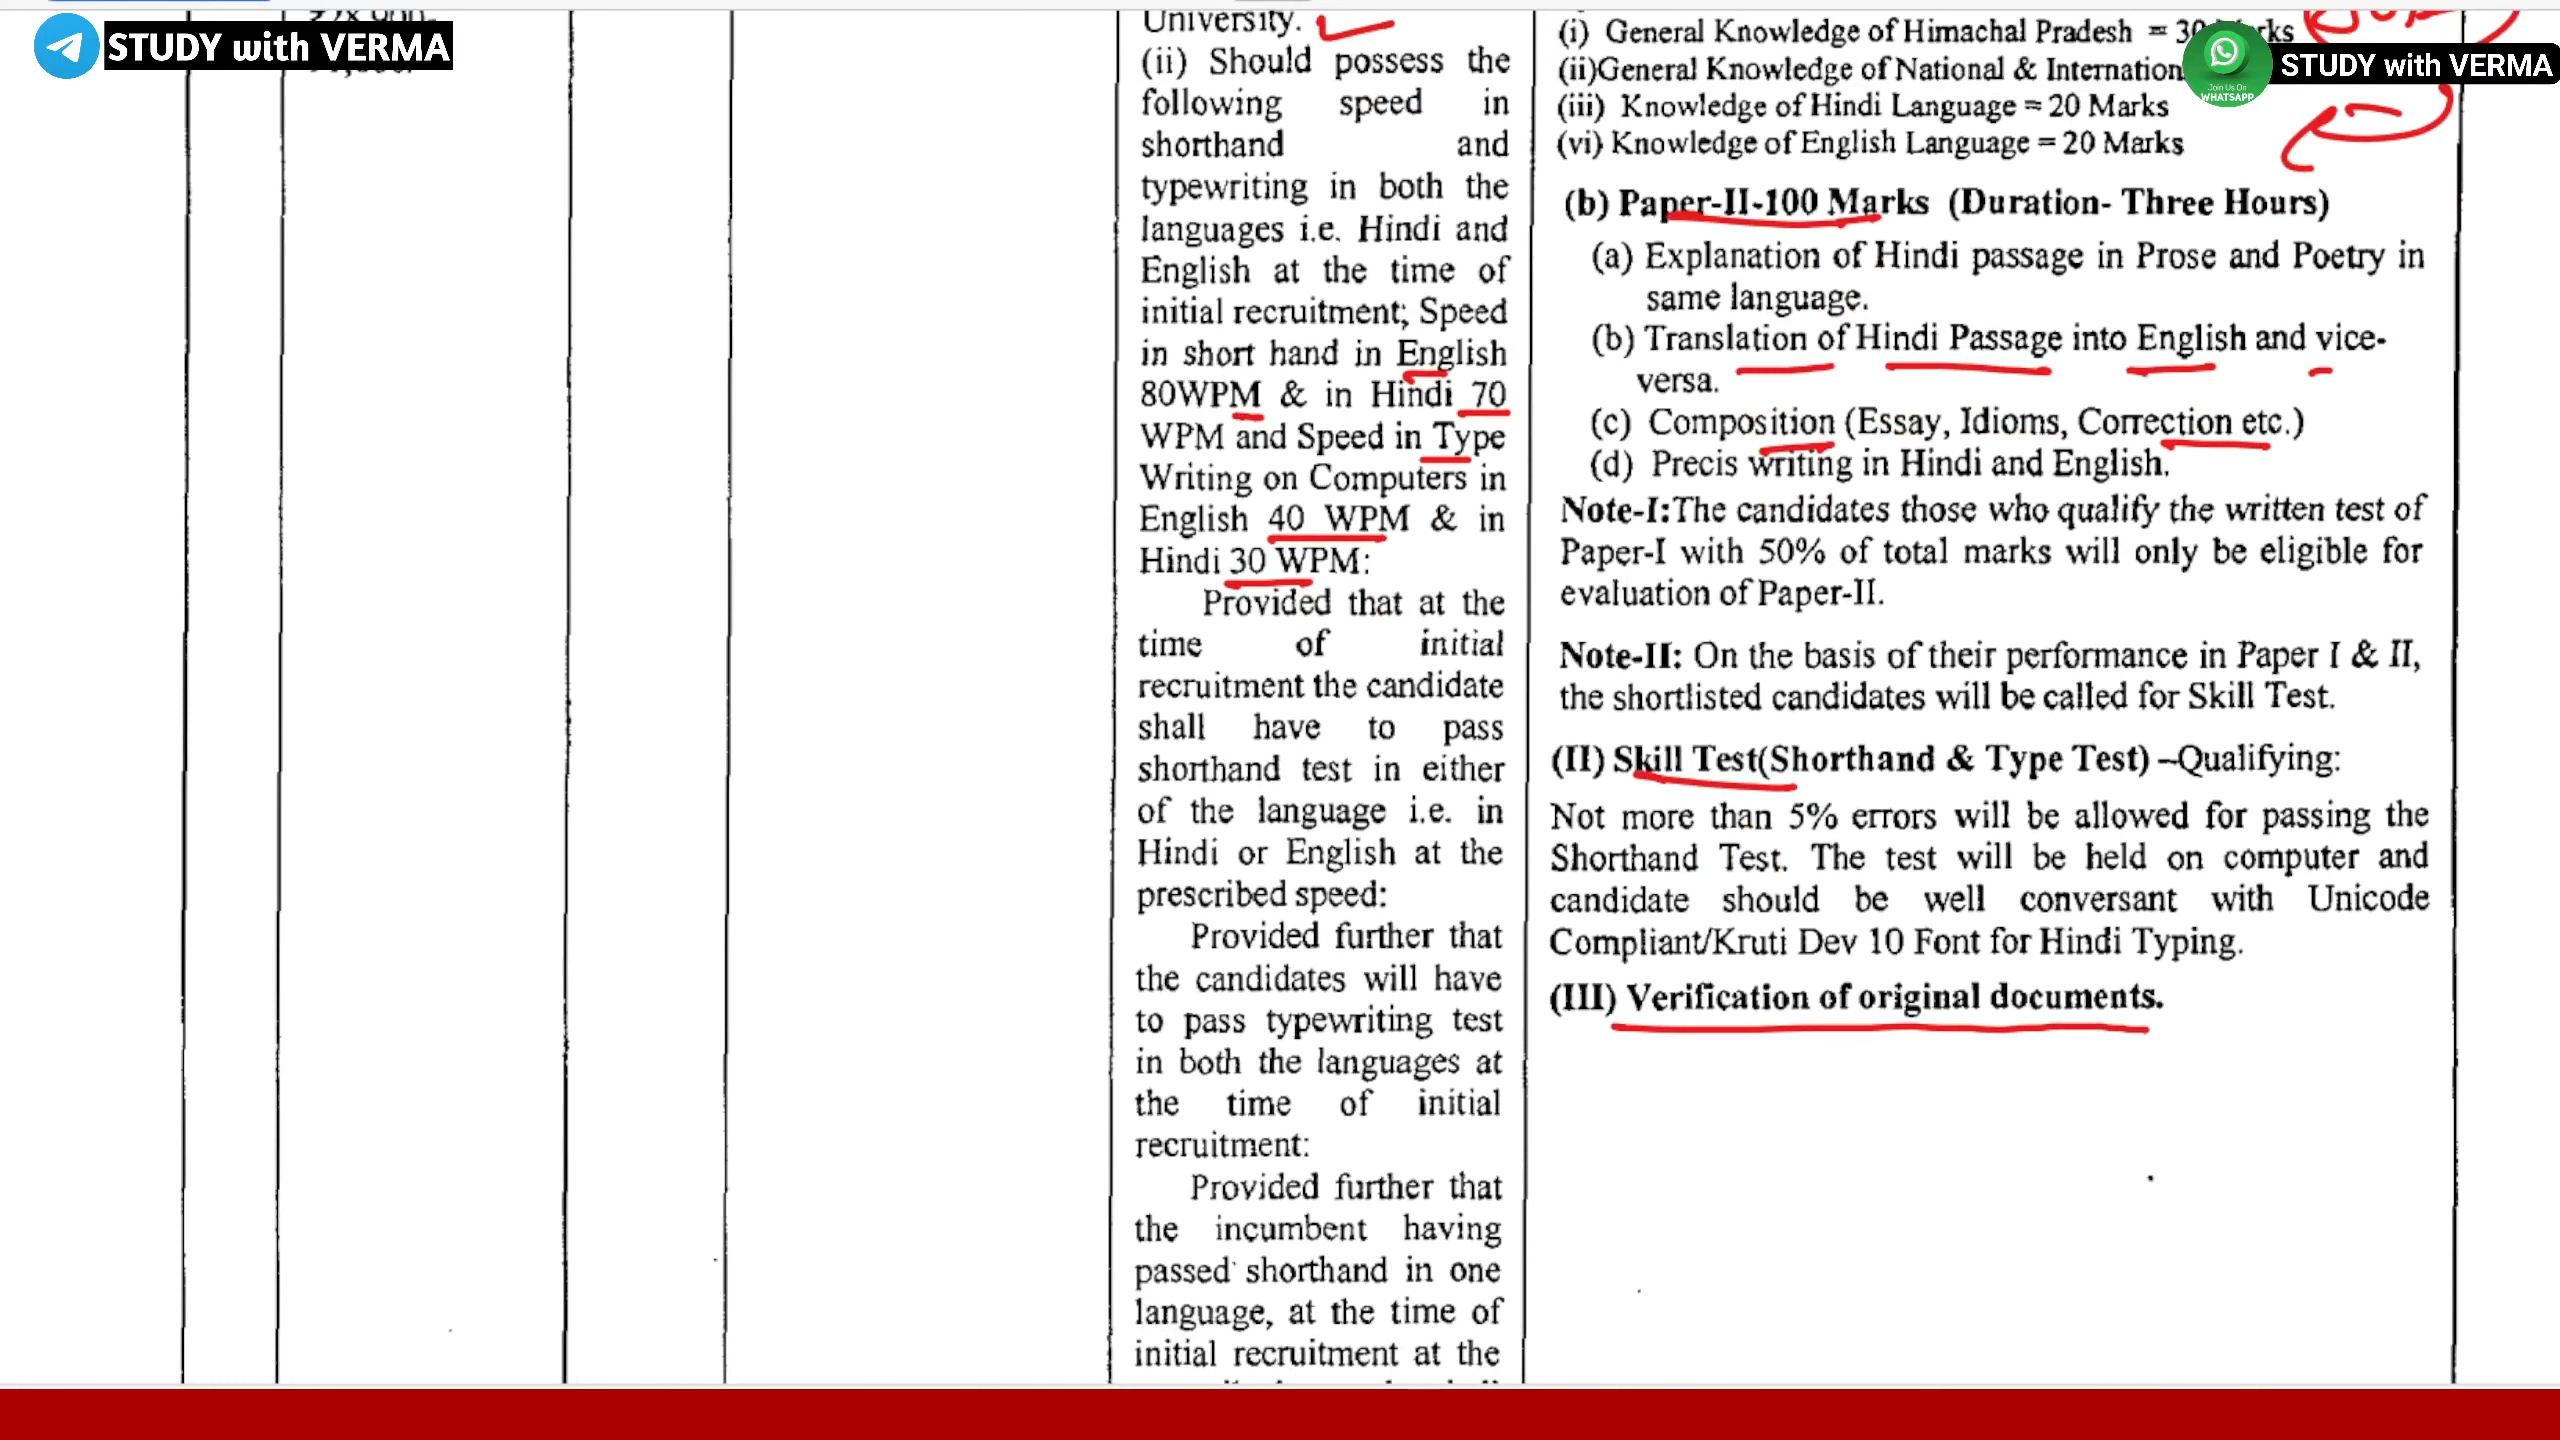 STUDY with VERMA
University.
(ii) Should possess the
following speed in
shorthand and
typewriting in both the
languages i.e. Hindi and
English at the time of
initial recruitment; Speed
in short hand in English
80WPM & in Hindi 70
WPM and Speed in Type
Writing on Computers in
English 40 WPM & in
Hindi 30 WPM:
Provided that at the
time of initial
recruitment the candidate
shall have to pass
shorthand test in either
of the language i.e. in
Hindi or English at the
prescribed speed:
Provided further that
the candidates will have
to pass typewriting test
in both the languages at
the time of initial
recruitment:
Provided further that
the incumbent having
passed shorthand in one
language, at the time of
initial recruitment at the
(i) General Knowledge of Himachal Pradesh = 30
(ii)General Knowledge of National &
(iii) Knowledge of Hindi Language = 20 Marks
(vi) Knowledge of English Language = 20 Marks
Join Us On
WHATSAPP
STUDY with VERMA
(b) Paper-II-100 Marks (Duration- Three Hours)
(a) Explanation of Hindi passage in Prose and Poetry in
same language.
(b) Translation of Hindi Passage into English and vice-
versa.
(c) Composition (Essay, Idioms, Correction etc.)
(d) Precis writing in Hindi and English.
Note-I:The candidates those who qualify the written test of
Paper-I with 50% of total marks will only be eligible for
evaluation of Paper-II.
Note-II: On the basis of their performance in Paper I & II,
the shortlisted candidates will be called for Skill Test.
(II) Skill Test(Shorthand & Type Test) –Qualifying:
Not more than 5% errors will be allowed for passing the
Shorthand Test. The test will be held on computer and
candidate should be well conversant with Unicode
Compliant/Kruti Dev 10 Font for Hindi Typing.
(III) Verification of original documents.